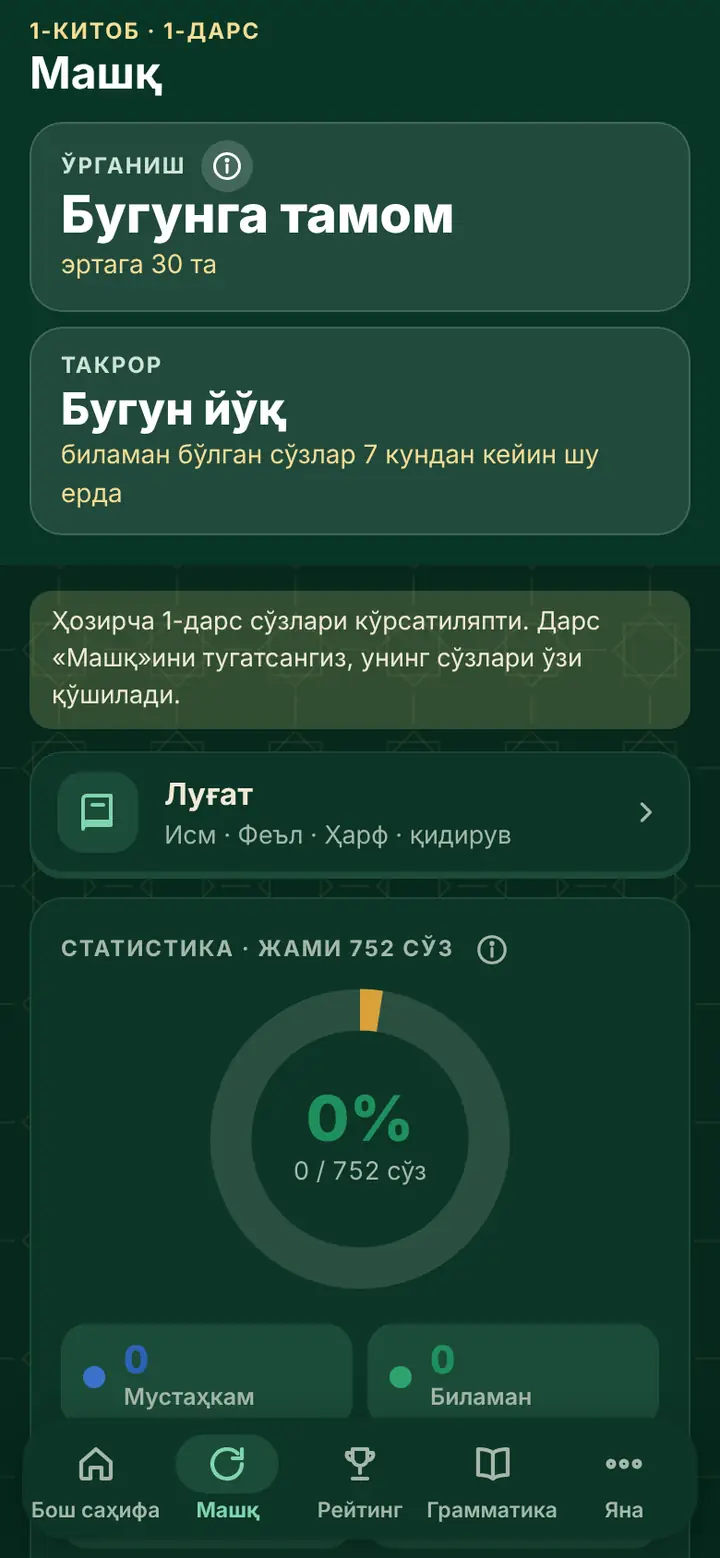 1-КИТОБ · 1-ДАРС
Машқ
ЎРГАНИШ
Бугунга тамом
эртага 30 та
ТАКРОР
Бугун йўқ
биламан бўлган сўзлар 7 кундан кейин шу
ерда
Ҳозирча 1-дарс сўзлари кўрсатиляпти. Дарс
«Машқ»ини тугатсангиз, унинг сўзлари ўзи
қўшилади.
Луғат
Исм · Феъл · Ҳарф · қидирув
СТАТИСТИКА · ЖАМИ 752 СЎЗ
0%
0 / 752 сўз
0
Мустаҳкам
0
Биламан
Бош саҳифа
Машқ
Рейтинг
Грамматика
Яна